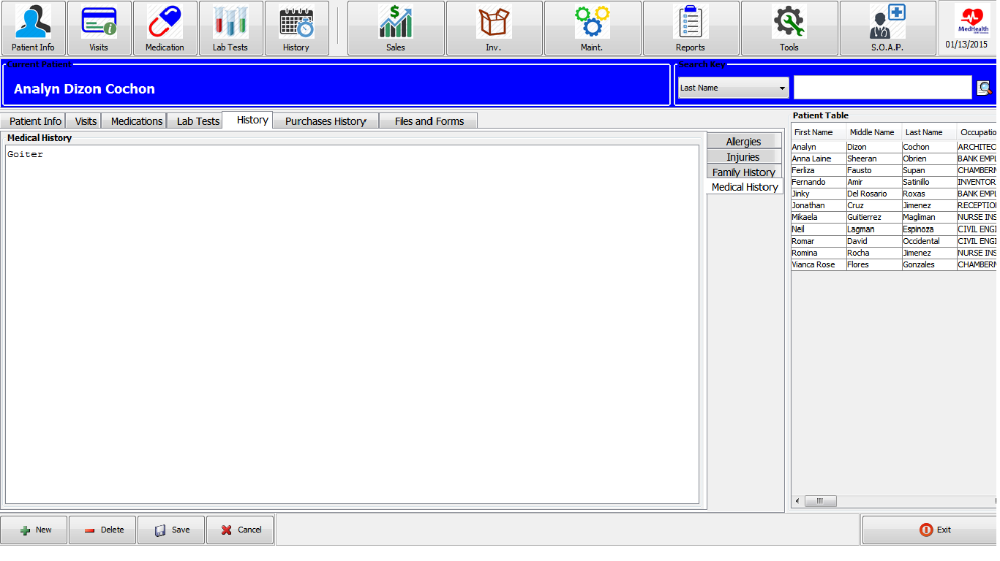 Patient Info
Visits
Medication
Lab Tests
History
Sales
Inv.
Maint.
Reports
Tools
S.O.A.P.
MedHealth
01/13/2015
Current Patient
Analyn Dizon Cochon
Search Key
Last Name
Patient Info Visits Medications Lab Tests History Purchases History Files and Forms
Medical History
Goiter
Allergies
Injuries
Family History
Medical History
Patient Table
First Name Middle Name Last Name Occupatio
Analyn Dizon Cochon ARCHITEC
Anna Laine Sheeran Obrien BANK EMPL
Ferliza Fausto Supan CHAMBERM
Fernando Amir Satinillo INVENTOR
Jinky Del Rosario Roxas BANK EMPL
Jonathan Cruz Jimenez RECEPTIO
Mikaela Guitierrez Magliman NURSE INS
Neil Lagman Espinoza CIVIL ENGI
Romar David Occidental CIVIL ENGI
Romina Rocha Jimenez NURSE INS
Vianca Rose Flores Gonzales CHAMBERM
New
Delete
Save
Cancel
Exit